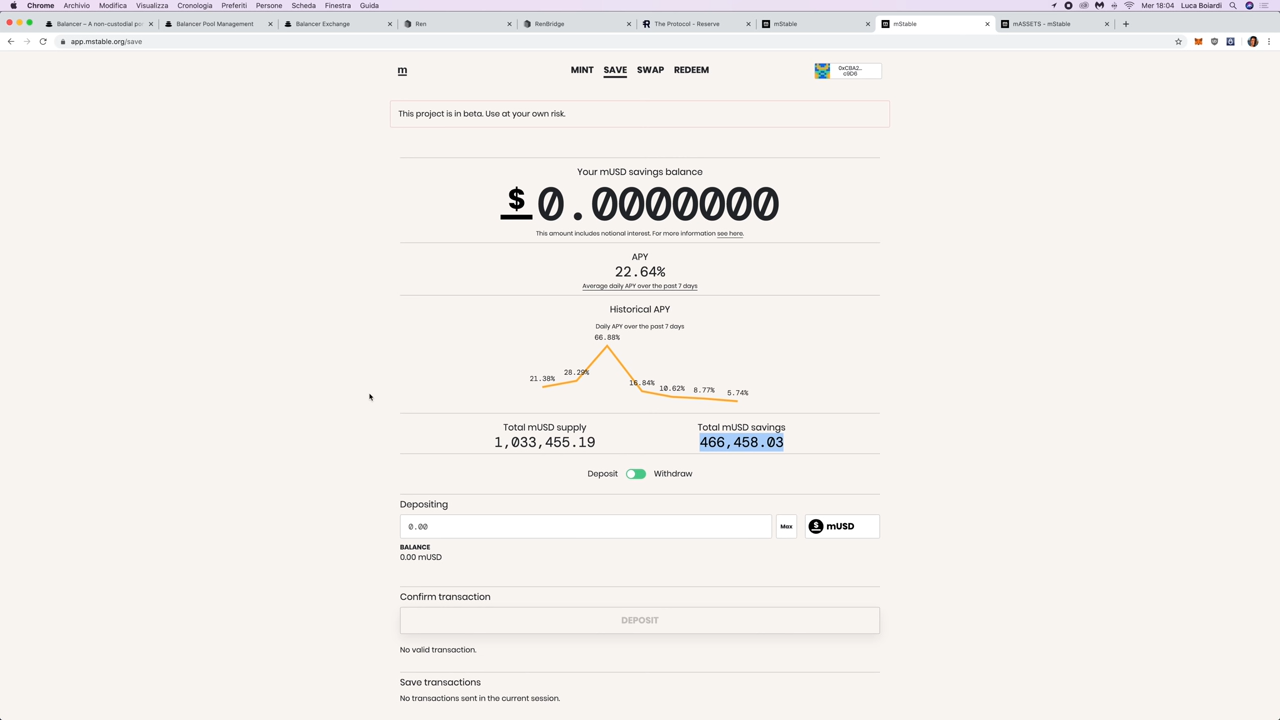 Chrome Archivio Modifica Visualizza Cronologia Preferiti Persone Scheda Finestra Guida Mer 18:04 Luca Boiardi
Balancer – A non-custodial po Balancer Pool Management Balancer Exchange Ren RenBridge The Protocol - Reserve mStable mStable mASSETS - mStable
app.mstable.org/save
m MINT SAVE SWAP REDEEM 0xC8A2…
c9D6
This project is in beta. Use at your own risk.
Your mUSD savings balance
$0.0000000
This amount includes notional interest. For more information see here.
APY
22.64%
Average daily APY over the past 7 days
Historical APY
Daily APY over the past 7 days
66.88%
21.38% 28.29% 16.84% 10.62% 8.77% 5.74%
Total mUSD supply Total mUSD savings
1,033,455.19 466,458.03
Deposit Withdraw
Depositing
0.00 Max mUSD
BALANCE
0.00 mUSD
Confirm transaction
DEPOSIT
No valid transaction.
Save transactions
No transactions sent in the current session.